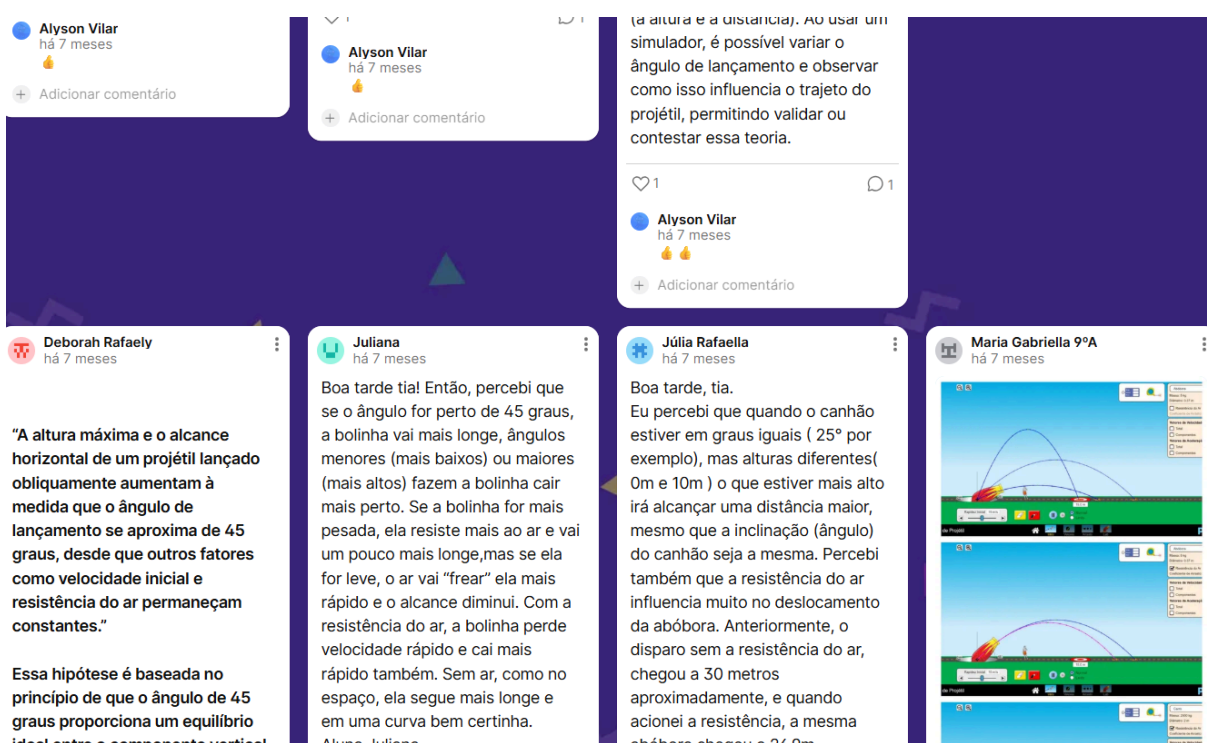 Alyson Vilar
há 7 meses
Adicionar comentário
1
1
Alyson Vilar
há 7 meses
Adicionar comentário
(a altura e a distância). Ao usar um
simulador, é possível variar o
ângulo de lançamento e observar
como isso influencia o trajeto do
projétil, permitindo validar ou
contestar essa teoria.
1
1
Alyson Vilar
há 7 meses
Adicionar comentário
Deborah Rafaely
há 7 meses
“A altura máxima e o alcance
horizontal de um projétil lançado
obliquamente aumentam à
medida que o ângulo de
lançamento se aproxima de 45
graus, desde que outros fatores
como velocidade inicial e
resistência do ar permaneçam
constantes.”
Essa hipótese é baseada no
princípio de que o ângulo de 45
graus proporciona um equilíbrio
ideal entre o componente vertical
Juliana
há 7 meses
Boa tarde tia! Então, percebi que
se o ângulo for perto de 45 graus,
a bolinha vai mais longe, ângulos
menores (mais baixos) ou maiores
(mais altos) fazem a bolinha cair
mais perto. Se a bolinha for mais
pesada, ela resiste mais ao ar e vai
um pouco mais longe,mas se ela
for leve, o ar vai “frear” ela mais
rápido e o alcance diminui. Com a
resistência do ar, a bolinha perde
velocidade rápido e cai mais
rápido também. Sem ar, como no
espaço, ela segue mais longe e
em uma curva bem certinha.
Aluna Juliana
Júlia Rafaella
há 7 meses
Boa tarde, tia.
Eu percebi que quando o canhão
estiver em graus iguais ( 25° por
exemplo), mas alturas diferentes(
0m e 10m ) o que estiver mais alto
irá alcançar uma distância maior,
mesmo que a inclinação (ângulo)
do canhão seja a mesma. Percebi
também que a resistência do ar
influencia muito no deslocamento
da abóbora. Anteriormente, o
disparo sem a resistência do ar,
chegou a 30 metros
aproximadamente, e quando
acionei a resistência, a mesma
abóbora chegou a
Maria Gabriella 9ºA
há 7 meses